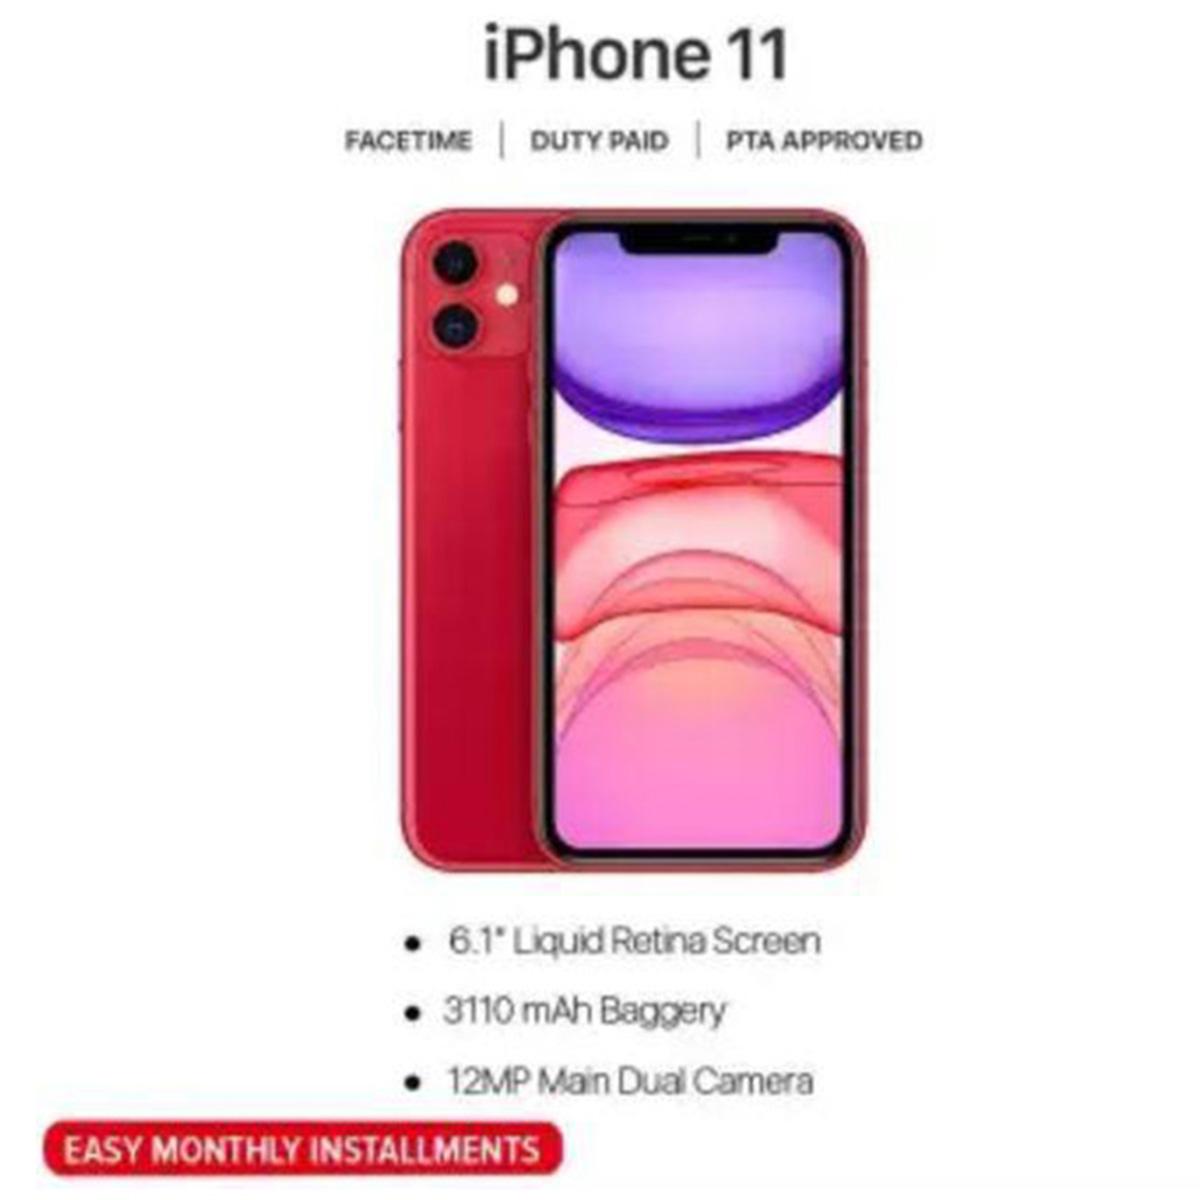 iPhone 11
FACETIME | DUTY PAID | PTA APPROVED
• 6.1" Liquid Retina Screen
• 3110 mAh Baggery
• 12MP Main Dual Camera
EASY MONTHLY INSTALLMENTS